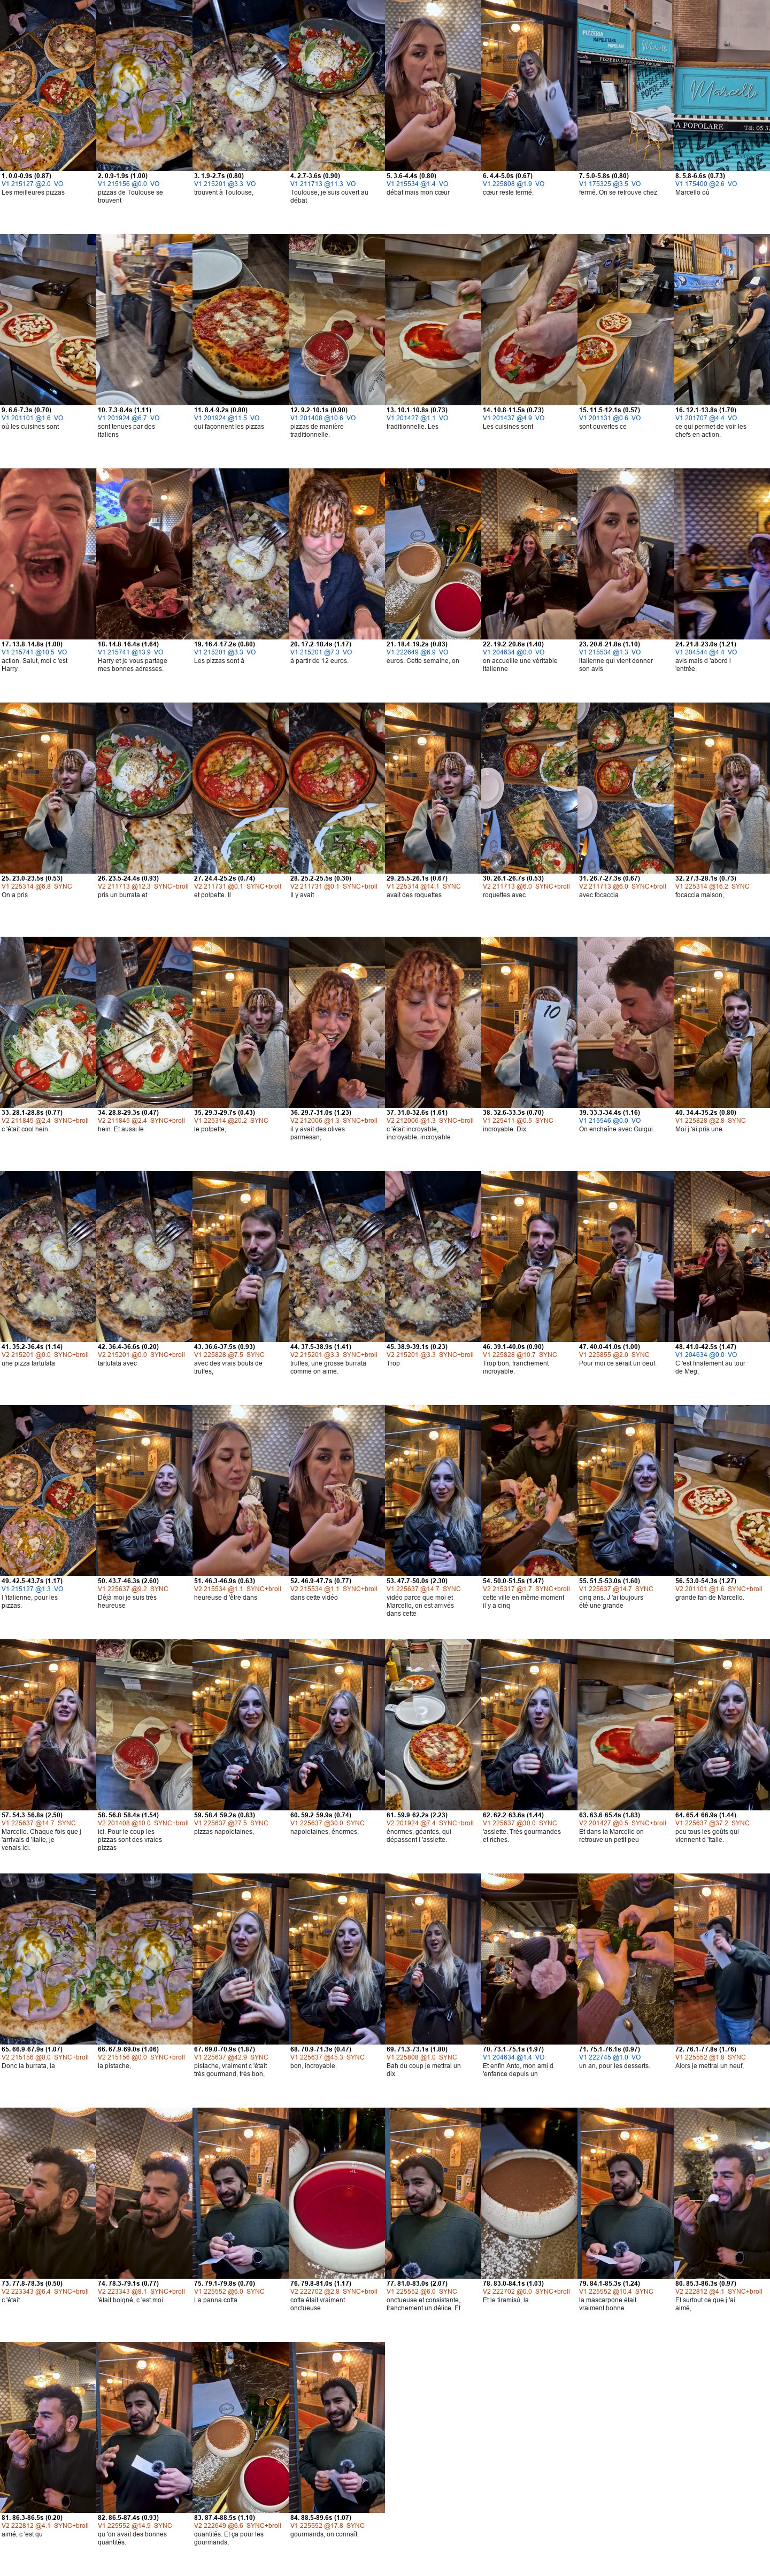 PIZZERIA
NAPOLETANA
POPOLARE
Marcello
PIZZERIA NAPOLETANA POPOLARE
PIZZERIA
NAPOLETANA
POPOLARE
Marcello
A POPOLARE
Tél: 05 3
PIZZE
NAPOLETAN
POPOLARE
10
1. 0.0-0.9s (0.87)
V1 215127 @2.0 VO
Les meilleures pizzas
2. 0.9-1.9s (1.00)
V1 215156 @0.0 VO
pizzas de Toulouse se
trouvent
3. 1.9-2.7s (0.80)
V1 215201 @3.3 VO
trouvent à Toulouse,
4. 2.7-3.6s (0.90)
V1 211713 @11.3 VO
Toulouse, je suis ouvert au
débat
5. 3.6-4.4s (0.80)
V1 215534 @1.4 VO
débat mais mon cœur
6. 4.4-5.0s (0.67)
V1 225808 @1.9 VO
cœur reste fermé.
7. 5.0-5.8s (0.80)
V1 175325 @3.5 VO
fermé. On se retrouve chez
8. 5.8-6.6s (0.73)
V1 175400 @2.6 VO
Marcello où
9. 6.6-7.3s (0.70)
V1 201101 @1.6 VO
où les cuisines sont
10. 7.3-8.4s (1.11)
V1 201924 @6.7 VO
sont tenues par des
italiens
11. 8.4-9.2s (0.80)
V1 201924 @11.5 VO
qui façonnent les pizzas
12. 9.2-10.1s (0.90)
V1 201408 @10.6 VO
pizzas de manière
traditionnelle.
13. 10.1-10.8s (0.73)
V1 201427 @1.1 VO
traditionnelle. Les
14. 10.8-11.5s (0.73)
V1 201437 @4.9 VO
Les cuisines sont
15. 11.5-12.1s (0.57)
V1 201131 @0.6 VO
sont ouvertes ce
16. 12.1-13.8s (1.70)
V1 201707 @4.4 VO
ce qui permet de voir les
chefs en action.
17. 13.8-14.8s (1.00)
V1 215741 @10.5 VO
action. Salut, moi c 'est
Harry
18. 14.8-16.4s (1.64)
V1 215741 @13.9 VO
Harry et je vous partage
mes bonnes adresses.
19. 16.4-17.2s (0.80)
V1 215201 @3.3 VO
Les pizzas sont à
20. 17.2-18.4s (1.17)
V1 215201 @7.3 VO
à partir de 12 euros.
21. 18.4-19.2s (0.83)
V1 222649 @6.9 VO
euros. Cette semaine, on
22. 19.2-20.6s (1.40)
V1 204634 @0.0 VO
on accueille une véritable
italienne
23. 20.6-21.8s (1.10)
V1 215534 @1.3 VO
italienne qui vient donner
son avis
24. 21.8-23.0s (1.21)
V1 204544 @4.4 VO
avis mais d 'abord l
'entrée.
25. 23.0-23.5s (0.53)
V1 225314 @6.8 SYNC
On a pris
26. 23.5-24.4s (0.93)
V2 211713 @12.3 SYNC+broll
pris un burrata et
27. 24.4-25.2s (0.74)
V2 211731 @0.1 SYNC+broll
et polpette. Il
28. 25.2-25.5s (0.30)
V2 211731 @0.1 SYNC+broll
Il y avait
29. 25.5-26.1s (0.67)
V1 225314 @14.1 SYNC
avait des roquettes
30. 26.1-26.7s (0.53)
V2 211713 @6.0 SYNC+broll
roquettes avec
31. 26.7-27.3s (0.67)
V2 211713 @6.0 SYNC+broll
avec focaccia
32. 27.3-28.1s (0.73)
V1 225314 @16.2 SYNC
focaccia maison,
10
33. 28.1-28.8s (0.77)
V2 211845 @2.4 SYNC+broll
c 'était cool hein.
34. 28.8-29.3s (0.47)
V2 211845 @2.4 SYNC+broll
hein. Et aussi le
35. 29.3-29.7s (0.43)
V1 225314 @20.2 SYNC
le polpette,
36. 29.7-31.0s (1.23)
V2 212006 @1.3 SYNC+broll
il y avait des olives
parmesan,
37. 31.0-32.6s (1.61)
V2 212006 @1.3 SYNC+broll
c 'était incroyable,
incroyable, incroyable.
38. 32.6-33.3s (0.70)
V1 225411 @0.5 SYNC
incroyable. Dix.
39. 33.3-34.4s (1.16)
V1 215546 @0.0 VO
On enchaîne avec Guigui.
40. 34.4-35.2s (0.80)
V1 225828 @2.8 SYNC
Moi j 'ai pris une
9
41. 35.2-36.4s (1.14)
V2 215201 @0.0 SYNC+broll
une pizza tartufata
42. 36.4-36.6s (0.20)
V2 215201 @0.0 SYNC+broll
tartufata avec
43. 36.6-37.5s (0.93)
V1 225828 @7.5 SYNC
avec des vrais bouts de
truffes,
44. 37.5-38.9s (1.41)
V2 215201 @3.3 SYNC+broll
truffes, une grosse burrata
comme on aime.
45. 38.9-39.1s (0.23)
V2 215201 @3.3 SYNC+broll
Trop
46. 39.1-40.0s (0.90)
V1 225828 @10.7 SYNC
Trop bon, franchement
incroyable.
47. 40.0-41.0s (1.00)
V1 225855 @2.0 SYNC
Pour moi ce serait un oeuf.
48. 41.0-42.5s (1.47)
V1 204634 @0.0 VO
C 'est finalement au tour
de Meg,
49. 42.5-43.7s (1.17)
V1 215127 @1.3 VO
l 'italienne, pour les
pizzas.
50. 43.7-46.3s (2.60)
V1 225637 @9.2 SYNC
Déjà moi je suis très
heureuse
51. 46.3-46.9s (0.63)
V2 215534 @1.1 SYNC+broll
heureuse d 'être dans
52. 46.9-47.7s (0.77)
V2 215534 @1.1 SYNC+broll
dans cette vidéo
53. 47.7-50.0s (2.30)
V1 225637 @14.7 SYNC
vidéo parce que moi et
Marcello, on est arrivés
dans cette
54. 50.0-51.5s (1.47)
V2 215317 @1.7 SYNC+broll
cette ville en même moment
il y a cinq
55. 51.5-53.0s (1.60)
V1 225637 @14.7 SYNC
cinq ans. J 'ai toujours
été une grande
56. 53.0-54.3s (1.27)
V2 201101 @1.6 SYNC+broll
grande fan de Marcello.
57. 54.3-56.8s (2.50)
V1 225637 @14.7 SYNC
Marcello. Chaque fois que j
'arrivais d 'Italie, je
venais ici.
58. 56.8-58.4s (1.54)
V2 201408 @10.0 SYNC+broll
ici. Pour le coup les
pizzas sont des vraies
pizzas
59. 58.4-59.2s (0.83)
V1 225637 @27.5 SYNC
pizzas napoletaines,
60. 59.2-59.9s (0.74)
V1 225637 @30.0 SYNC
napoletaines, énormes,
61. 59.9-62.2s (2.23)
V2 201924 @7.4 SYNC+broll
énormes, géantes, qui
dépassent l 'assiette.
62. 62.2-63.6s (1.44)
V1 225637 @30.0 SYNC
'assiette. Très gourmandes
et riches.
63. 63.6-65.4s (1.83)
V2 201427 @0.5 SYNC+broll
Et dans la Marcello on
retrouve un petit peu
64. 65.4-66.9s (1.44)
V1 225637 @37.2 SYNC
peu tous les goûts qui
viennent d 'Italie.
65. 66.9-67.9s (1.07)
V2 215156 @0.0 SYNC+broll
Donc la burrata, la
66. 67.9-69.0s (1.06)
V2 215156 @0.0 SYNC+broll
la pistache,
67. 69.0-70.9s (1.87)
V1 225637 @42.9 SYNC
pistache, vraiment c 'était
très gourmand, très bon,
68. 70.9-71.3s (0.47)
V1 225637 @45.3 SYNC
bon, incroyable.
69. 71.3-73.1s (1.80)
V1 225808 @1.0 SYNC
Bah du coup je mettrai un
dix.
70. 73.1-75.1s (1.97)
V1 204634 @1.4 VO
Et enfin Anto, mon ami d
'enfance depuis un
71. 75.1-76.1s (0.97)
V1 222745 @1.0 VO
un an, pour les desserts.
72. 76.1-77.8s (1.76)
V1 225552 @1.8 SYNC
Alors je mettrai un neuf,
73. 77.8-78.3s (0.50)
V2 223343 @6.4 SYNC+broll
c 'était
74. 78.3-79.1s (0.77)
V2 223343 @8.1 SYNC+broll
'était boigné, c 'est moi.
75. 79.1-79.8s (0.70)
V1 225552 @6.0 SYNC
La panna cotta
76. 79.8-81.0s (1.17)
V2 222702 @2.8 SYNC+broll
cotta était vraiment
onctueuse
77. 81.0-83.0s (2.07)
V1 225552 @6.0 SYNC
onctueuse et consistante,
franchement un délice. Et
78. 83.0-84.1s (1.03)
V2 222702 @0.0 SYNC+broll
Et le tiramisù, la
79. 84.1-85.3s (1.24)
V1 225552 @10.4 SYNC
la mascarpone était
vraiment bonne.
80. 85.3-86.3s (0.97)
V2 222812 @4.1 SYNC+broll
Et surtout ce que j 'ai
aimé,
81. 86.3-86.5s (0.20)
V2 222812 @4.1 SYNC+broll
aimé, c 'est qu
82. 86.5-87.4s (0.93)
V1 225552 @14.9 SYNC
qu 'on avait des bonnes
quantités.
83. 87.4-88.5s (1.10)
V2 222649 @6.6 SYNC+broll
quantités. Et ça pour les
gourmands,
84. 88.5-89.6s (1.07)
V1 225552 @17.8 SYNC
gourmands, on connaît.